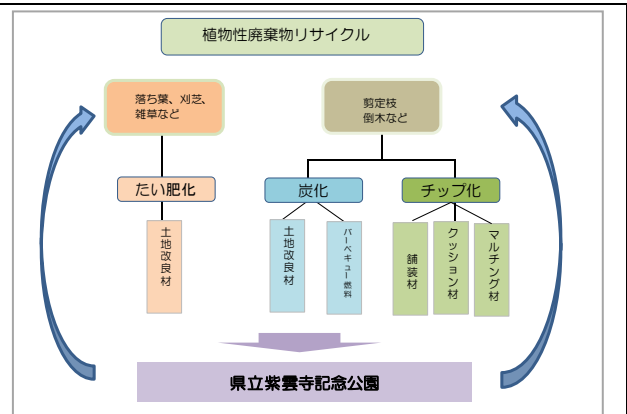 植物性廃棄物リサイクル
落ち葉、刈芝、
雑草など
剪定枝
倒木など
たい肥化
炭化
チップ化
土地改良材
土地改良材
バーベキュー燃料
舗装材
クッション材
マルチング材
県立紫雲寺記念公園